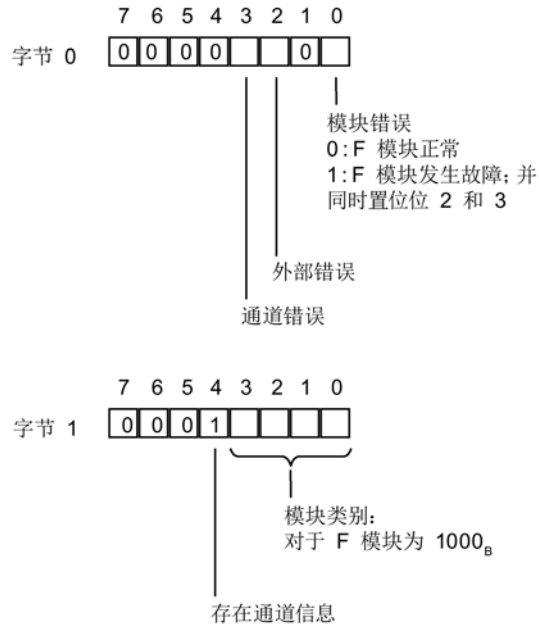 7 6 5 4 3 2 1 0
字节 0 0 0 0 0 0
模块错误
0:F 模块正常
1:F 模块发生故障;并
同时置位位 2 和 3
外部错误
通道错误
7 6 5 4 3 2 1 0
字节 1 0 0 0 1
模块类别:
对于 F 模块为 1000B
存在通道信息